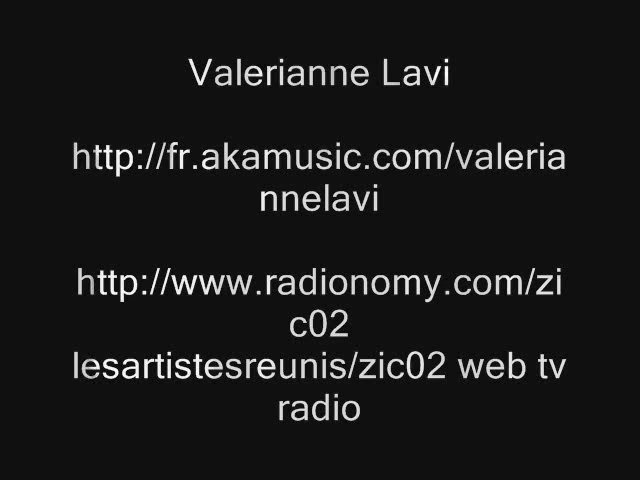 Valerianne Lavi
http://fr.akamusic.com/valeria
nnelavi
http://www.radionomy.com/zi
c02
lesartistesreunis/zic02 web tv
radio